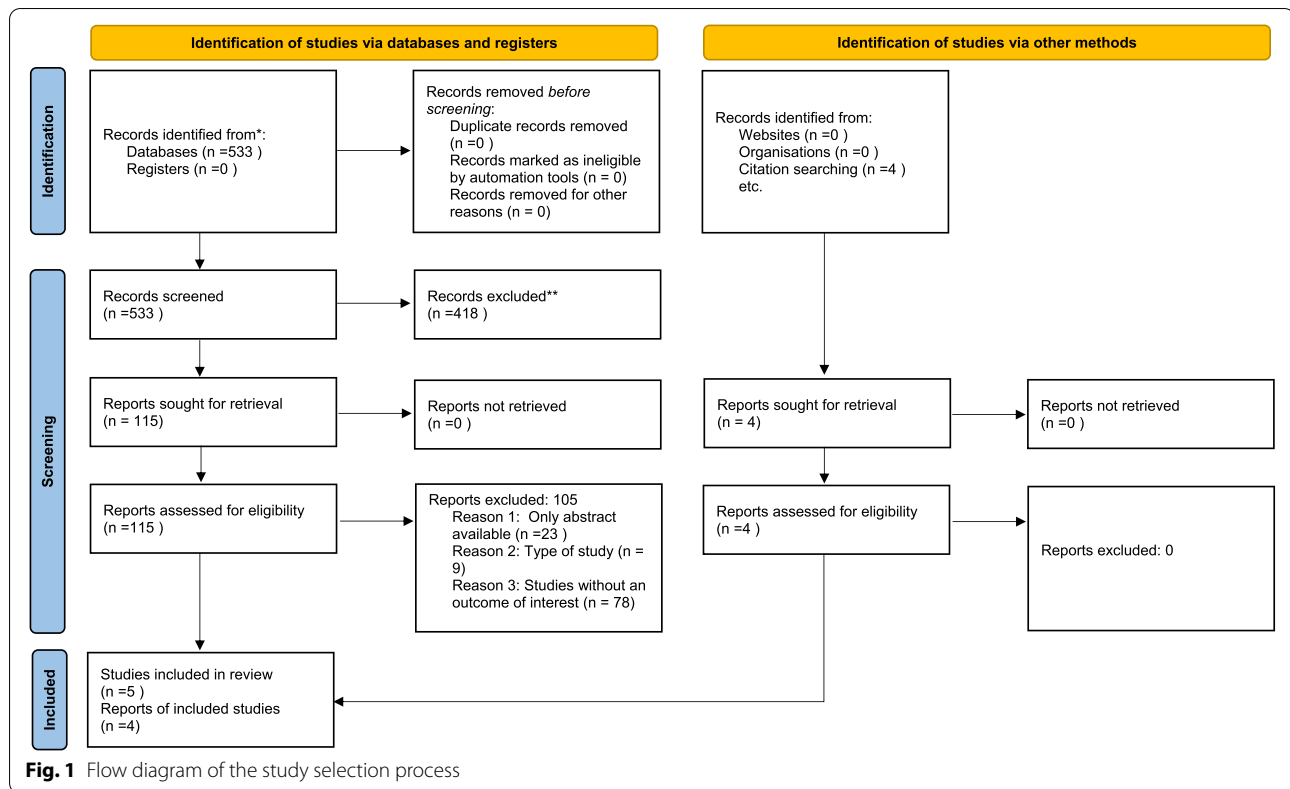 Identification of studies via databases and registers
Identification of studies via other methods
Identification
Records identified from*:
Databases (n =533 )
Registers (n =0 )
Records removed before
screening:
Duplicate records removed
(n =0 )
Records marked as ineligible
by automation tools (n = 0)
Records removed for other
reasons (n = 0)
Records identified from:
Websites (n =0 )
Organisations (n =0 )
Citation searching (n =4 )
etc.
Screening
Records screened
(n =533 )
Records excluded**
(n =418 )
Reports sought for retrieval
(n = 115)
Reports not retrieved
(n =0 )
Reports sought for retrieval
(n = 4)
Reports not retrieved
(n =0 )
Reports assessed for eligibility
(n =115 )
Reports excluded: 105
Reason 1:  Only abstract
available (n =23 )
Reason 2: Type of study (n =
9)
Reason 3: Studies without an
outcome of interest (n = 78)
Reports assessed for eligibility
(n =4 )
Reports excluded: 0
Included
Studies included in review
(n =5 )
Reports of included studies
(n =4)
Fig. 1 Flow diagram of the study selection process